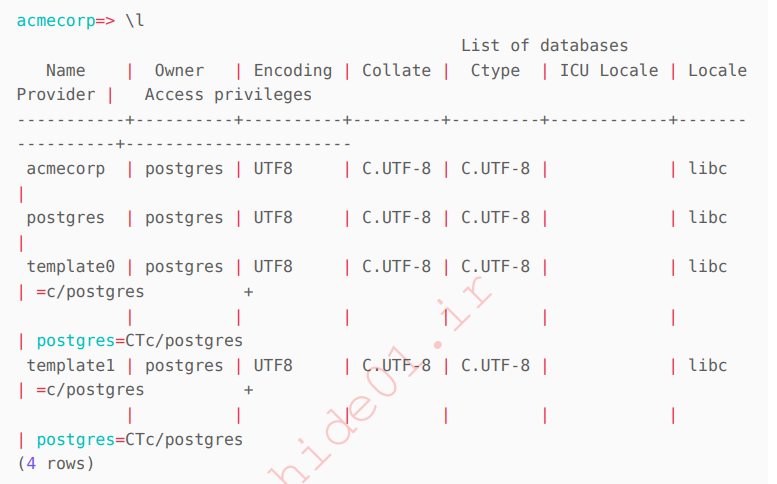 acmecorp=> \l
                                             List of databases
   Name    |  Owner   | Encoding | Collate |  Ctype  | ICU Locale | Locale
Provider |   Access privileges
-----------+----------+----------+---------+---------+------------+-------
----------+-----------------------
 acmecorp  | postgres | UTF8     | C.UTF-8 | C.UTF-8 |            | libc
|
 postgres  | postgres | UTF8     | C.UTF-8 | C.UTF-8 |            | libc
|
 template0 | postgres | UTF8     | C.UTF-8 | C.UTF-8 |            | libc
| =c/postgres          +
           |          |          |         |         |            |
| postgres=CTc/postgres
 template1 | postgres | UTF8     | C.UTF-8 | C.UTF-8 |            | libc
| =c/postgres          +
           |          |          |         |         |            |
| postgres=CTc/postgres
(4 rows)
hide01.ir